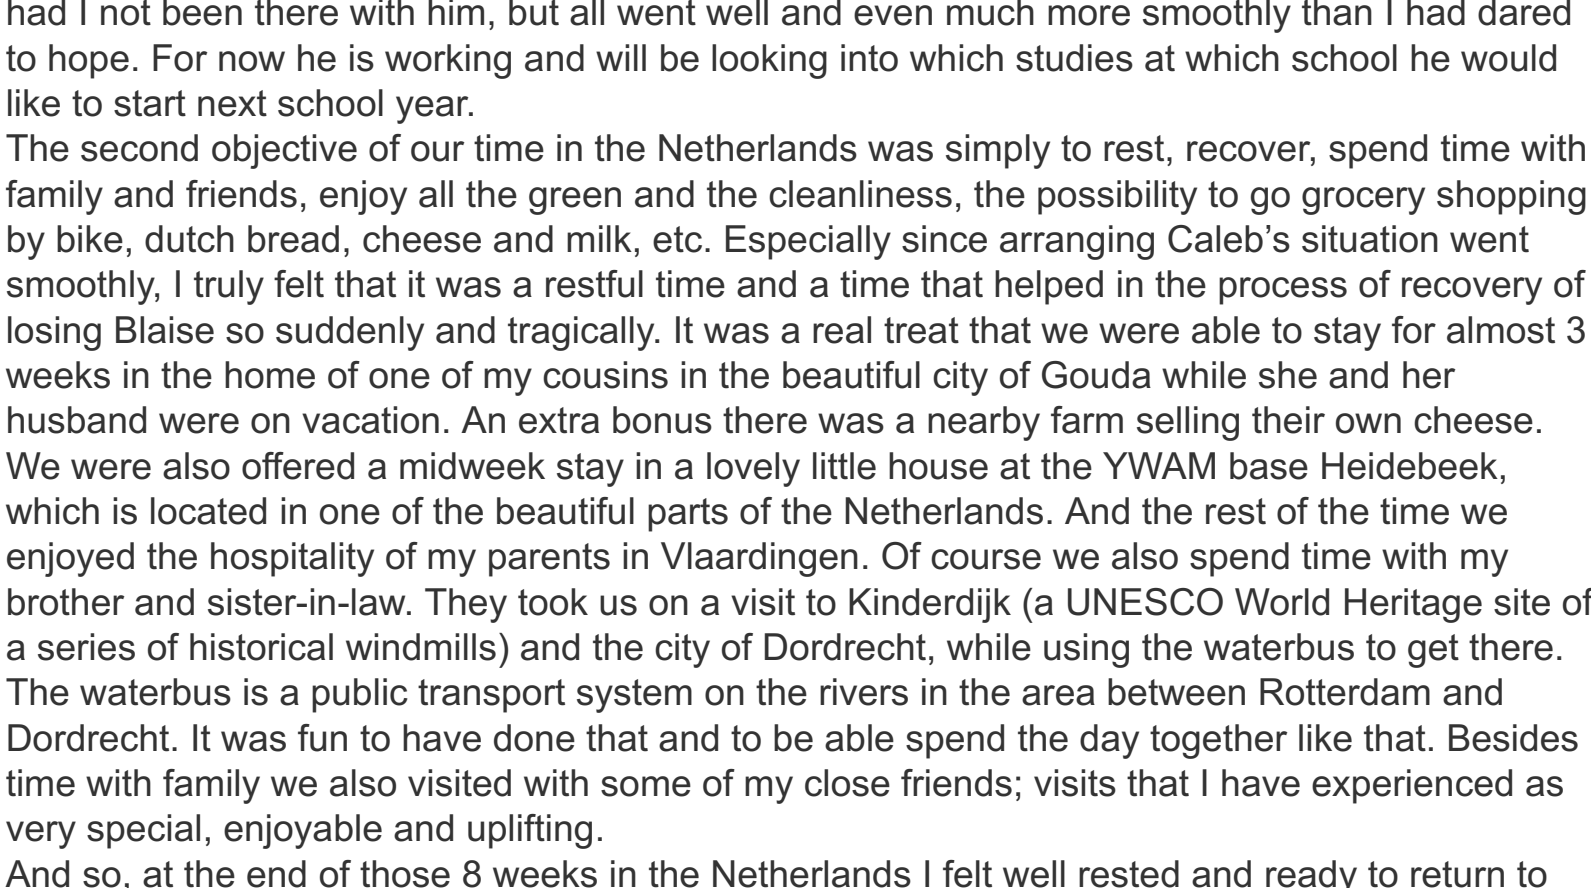 had I not been there with him, but all went well and even much more smoothly than I had dared
to hope. For now he is working and will be looking into which studies at which school he would
like to start next school year.
The second objective of our time in the Netherlands was simply to rest, recover, spend time with
family and friends, enjoy all the green and the cleanliness, the possibility to go grocery shopping
by bike, dutch bread, cheese and milk, etc. Especially since arranging Caleb’s situation went
smoothly, I truly felt that it was a restful time and a time that helped in the process of recovery of
losing Blaise so suddenly and tragically. It was a real treat that we were able to stay for almost 3
weeks in the home of one of my cousins in the beautiful city of Gouda while she and her
husband were on vacation. An extra bonus there was a nearby farm selling their own cheese.
We were also offered a midweek stay in a lovely little house at the YWAM base Heidebeek,
which is located in one of the beautiful parts of the Netherlands. And the rest of the time we
enjoyed the hospitality of my parents in Vlaardingen. Of course we also spend time with my
brother and sister-in-law. They took us on a visit to Kinderdijk (a UNESCO World Heritage site of
a series of historical windmills) and the city of Dordrecht, while using the waterbus to get there.
The waterbus is a public transport system on the rivers in the area between Rotterdam and
Dordrecht. It was fun to have done that and to be able spend the day together like that. Besides
time with family we also visited with some of my close friends; visits that I have experienced as
very special, enjoyable and uplifting.
And so, at the end of those 8 weeks in the Netherlands I felt well rested and ready to return to